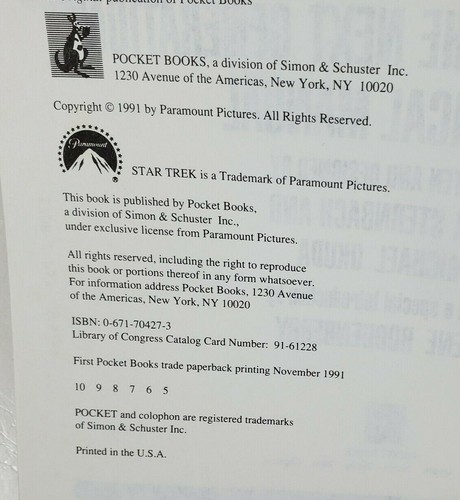 original publication of Pocket Books
POCKET BOOKS, a division of Simon & Schuster Inc.
1230 Avenue of the Americas, New York, NY 10020
Copyright © 1991 by Paramount Pictures. All Rights Reserved.
Paramount
STAR TREK is a Trademark of Paramount Pictures.
This book is published by Pocket Books,
a division of Simon & Schuster Inc.,
under exclusive license from Paramount Pictures.
All rights reserved, including the right to reproduce
this book or portions thereof in any form whatsoever.
For information address Pocket Books, 1230 Avenue
of the Americas, New York, NY 10020
ISBN: 0-671-70427-3
Library of Congress Catalog Card Number: 91-61228
First Pocket Books trade paperback printing November 1991
10 9 8 7 6 5
POCKET and colophon are registered trademarks
of Simon & Schuster Inc.
Printed in the U.S.A.